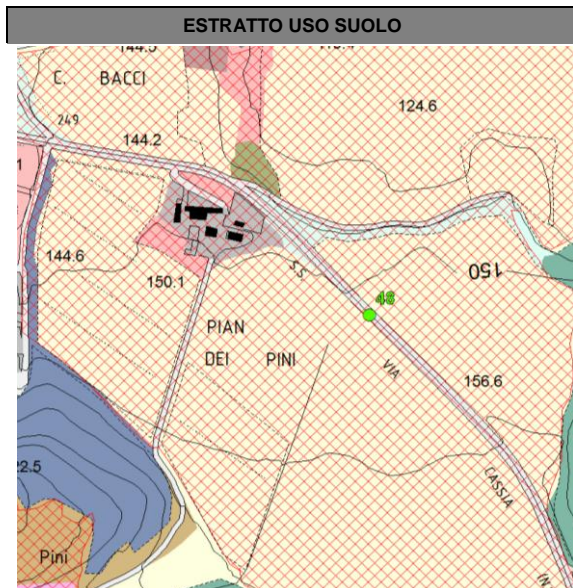 ESTRATTO USO SUOLO
C. BACCI
124.6
249
144.2
144.6
150.1
S.S.
150
48
PIAN
DEI PINI
VIA
156.6
CASSIA
Pini
IN